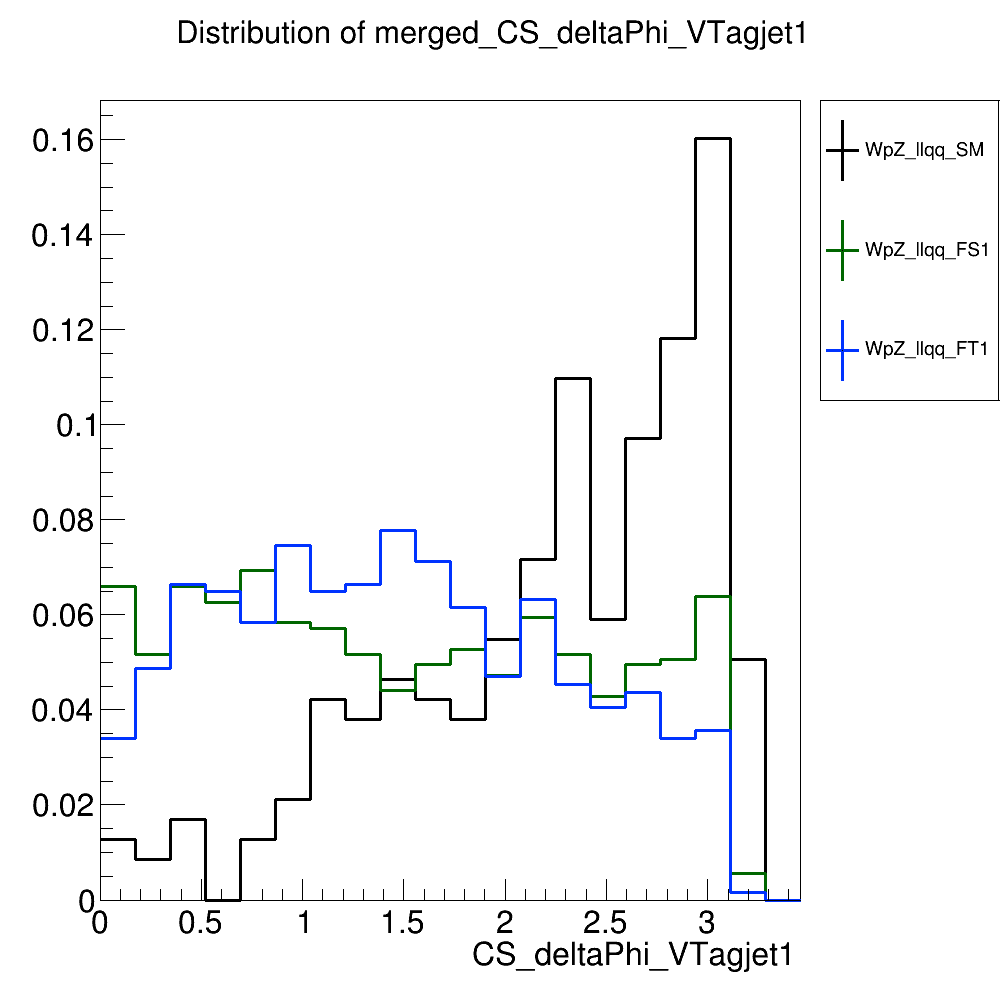 Distribution of merged_CS_deltaPhi_VTagjet1
0.16
0.14
0.12
0.1
0.08
0.06
0.04
0.02
0
0 0.5 1 1.5 2 2.5 3
CS_deltaPhi_VTagjet1
WpZ_llqq_SM
WpZ_llqq_FS1
WpZ_llqq_FT1